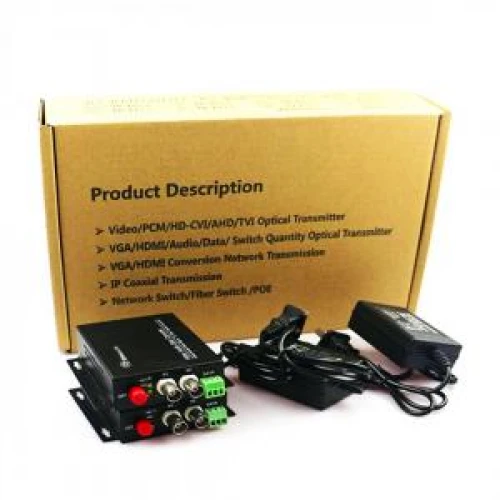 Product Description
➢ Video/PCM/HD-CVI/AHD/TVI Optical Transmitter
➢ VGA/HDMI/Audio/Data/ Switch Quantity Optical Transmitter
➢ VGA/HDMI Conversion Network Transmission
➢ IP Coaxial Transmission
➢ Network Switch/Fiber Switch /POE